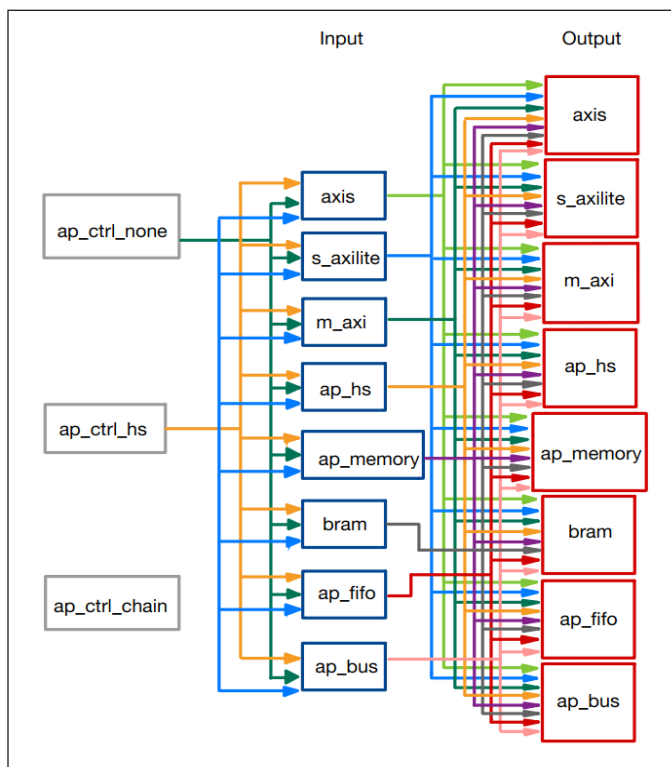 Input
Output
axis
ap_ctrl_none
axis
s_axilite
s_axilite
m_axi
m_axi
ap_hs
ap_hs
ap_ctrl_hs
ap_memory
ap_memory
bram
bram
ap_ctrl_chain
ap_fifo
ap_fifo
ap_bus
ap_bus